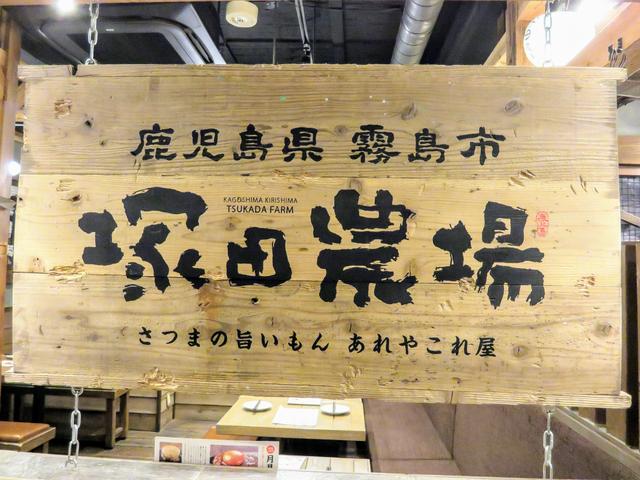 鹿児島県 霧島市
KAGOSHIMA KIRISHIMA
TSUKADA FARM
塚田農場
さつまの旨いもん あれやこれ屋